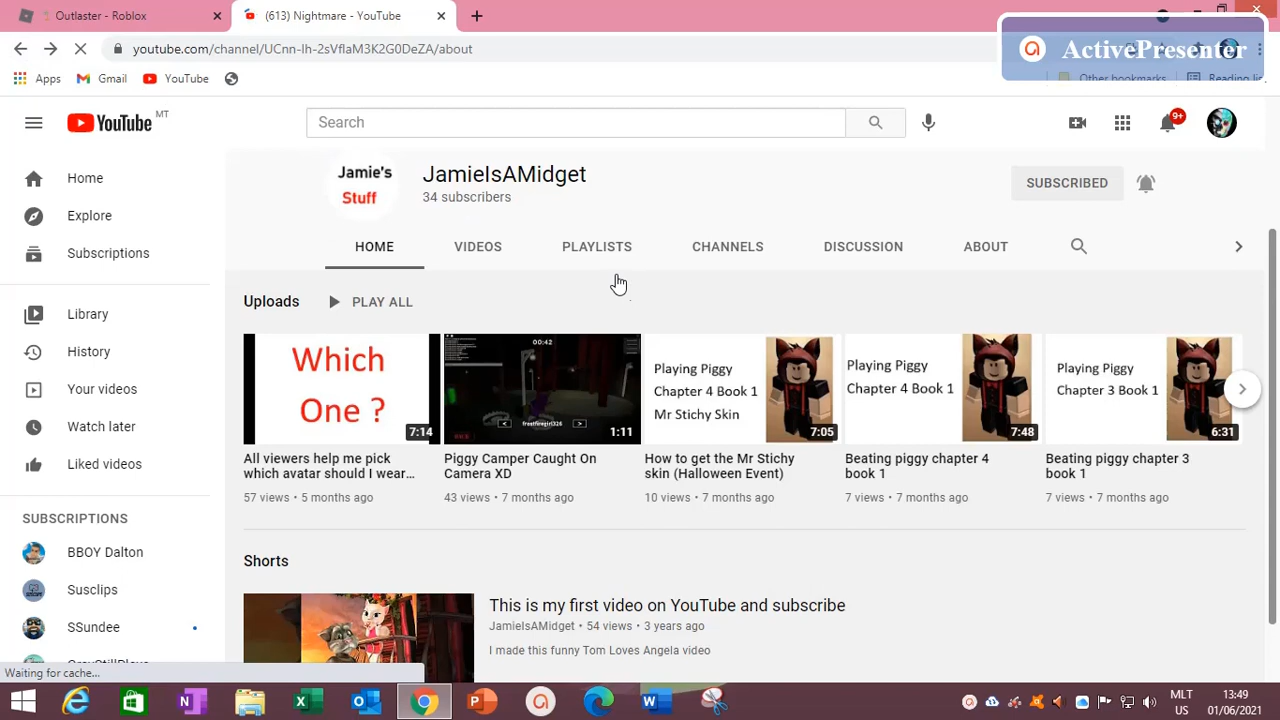 Outlaster - Roblox
(613) Nightmare - YouTube
ActivePresenter
youtube.com/channel/UCnn-lh-2sVflaM3K2G0DeZA/about
Apps
Gmail
YouTube
Other bookmarks
Reading list
YouTube MT
Search
9+
Home
Explore
Subscriptions
Library
History
Your videos
Watch later
Liked videos
SUBSCRIPTIONS
BBOY Dalton
Susclips
SSundee
Jamie's
Stuff
JamieIsAMidget
34 subscribers
SUBSCRIBED
HOME
VIDEOS
PLAYLISTS
CHANNELS
DISCUSSION
ABOUT
Uploads
PLAY ALL
Which
One ?
7:14
All viewers help me pick
which avatar should I wear...
57 views • 5 months ago
00:42
frostfiregirl326
1:11
Piggy Camper Caught On
Camera XD
43 views • 7 months ago
Playing Piggy
Chapter 4 Book 1
Mr Stichy Skin
7:05
How to get the Mr Stichy
skin (Halloween Event)
10 views • 7 months ago
Playing Piggy
Chapter 4 Book 1
7:48
Beating piggy chapter 4
book 1
7 views • 7 months ago
Playing Piggy
Chapter 3 Book 1
6:31
Beating piggy chapter 3
book 1
7 views • 7 months ago
Shorts
This is my first video on YouTube and subscribe
JamieIsAMidget • 54 views • 3 years ago
I made this funny Tom Loves Angela video
Waiting for cache...
MLT
US
13:49
01/06/2021